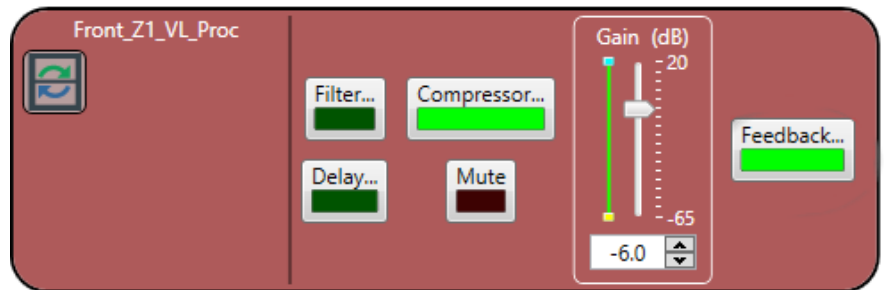 Front_Z1_VL_Proc
Filter...
Compressor...
Delay...
Mute
Gain (dB)
20
-65
-6.0
Feedback...